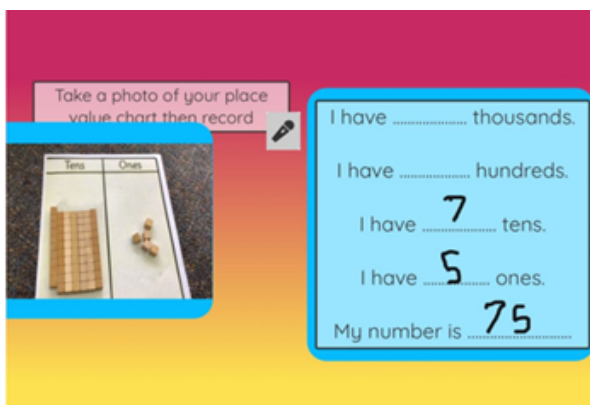 Take a photo of your place
value chart then record
Tens Ones
I have .................. thousands.
I have .................. hundreds.
I have 7 tens.
I have 5 ones.
My number is 75